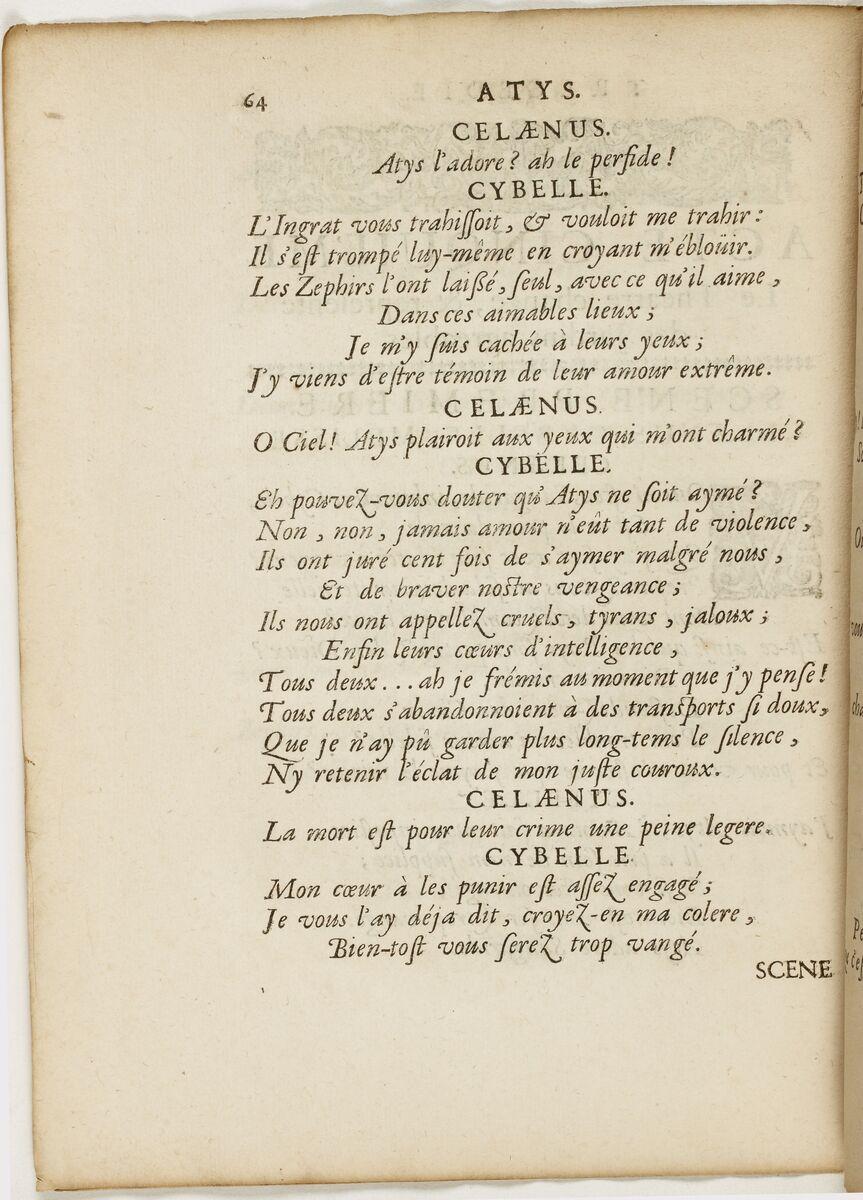 64
ATYS.
CELÆNUS.
Atys l'adore? ah le perfide!
CYBELLE.
L'Ingrat vous trahiſſoit, & vouloit me trahir:
Il s'eſt trompé luy-même en croyant m'ébloüir.
Les Zephirs l'ont laißé, ſeul, avec ce qu'il aime,
Dans ces aimables lieux;
Je m'y ſuis cachée à leurs yeux;
J'y viens d'eſtre témoin de leur amour extrême.
CELÆNUS.
O Ciel! Atys plairoit aux yeux qui m'ont charmé?
CYBELLE.
Eh pouvez-vous douter qu'Atys ne ſoit aymé?
Non, non, jamais amour n'eût tant de violence,
Ils ont juré cent fois de s'aymer malgré nous,
Et de braver noſtre vengeance;
Ils nous ont appellez cruels, tyrans, jaloux;
Enfin leurs cœurs d'intelligence,
Tous deux... ah je frémis au moment que j'y penſe!
Tous deux s'abandonnoient à des tranſports ſi doux,
Que je n'ay pû garder plus long-tems le ſilence,
Ny retenir l'éclat de mon juſte couroux.
CELÆNUS.
La mort eſt pour leur crime une peine legere.
CYBELLE.
Mon cœur à les punir eſt aſſez engagé;
Je vous l'ay déja dit, croyez-en ma colere,
Bien-toſt vous ſerez trop vangé.
SCENE